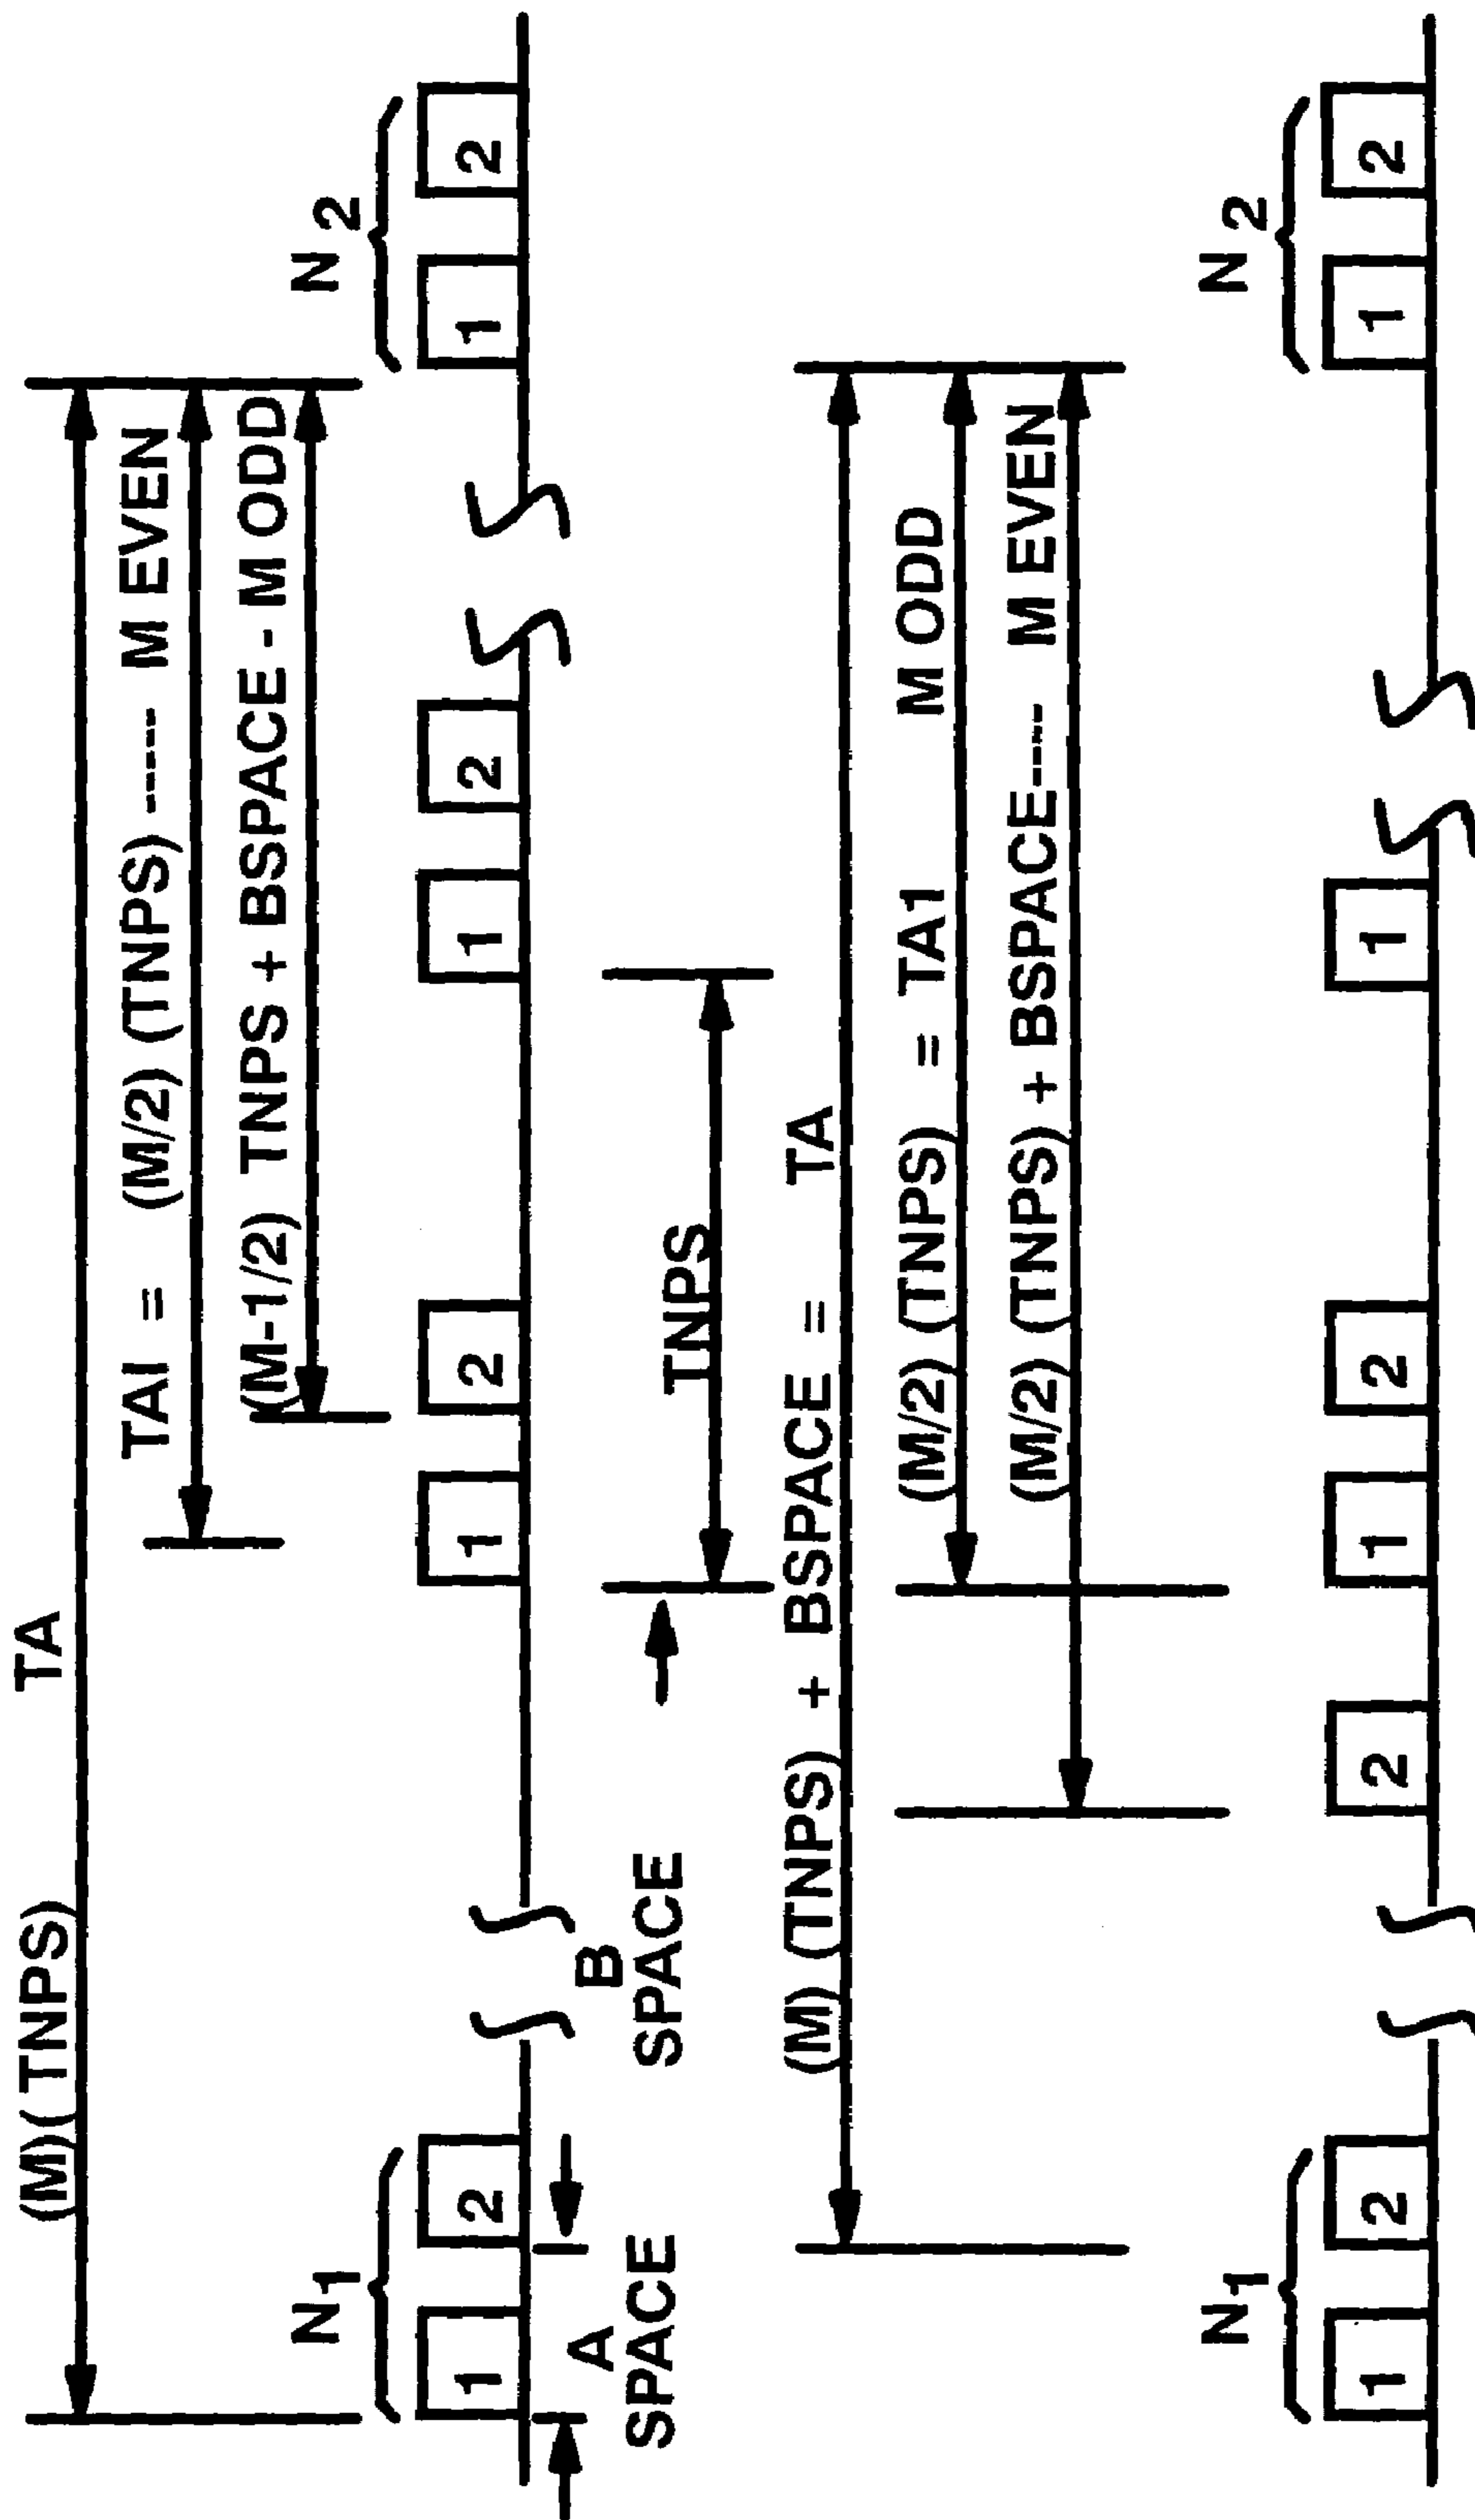 (M)(TNPS) TA
TAI = (M/2) (TNPS) ----- M EVEN
(M-1/2) TNPS + BSPACE - M ODD
N1 N2
1 2 1 2 1 2 1 2
A SPACE
B SPACE
TNPS
(M) (TNPS) + BSPACE = TA
(M/2) (TNPS) = TA1 M ODD
(M/2) (TNPS) + BSPACE---- M EVEN
N1 N2
1 2 2 1 2 1 1 2